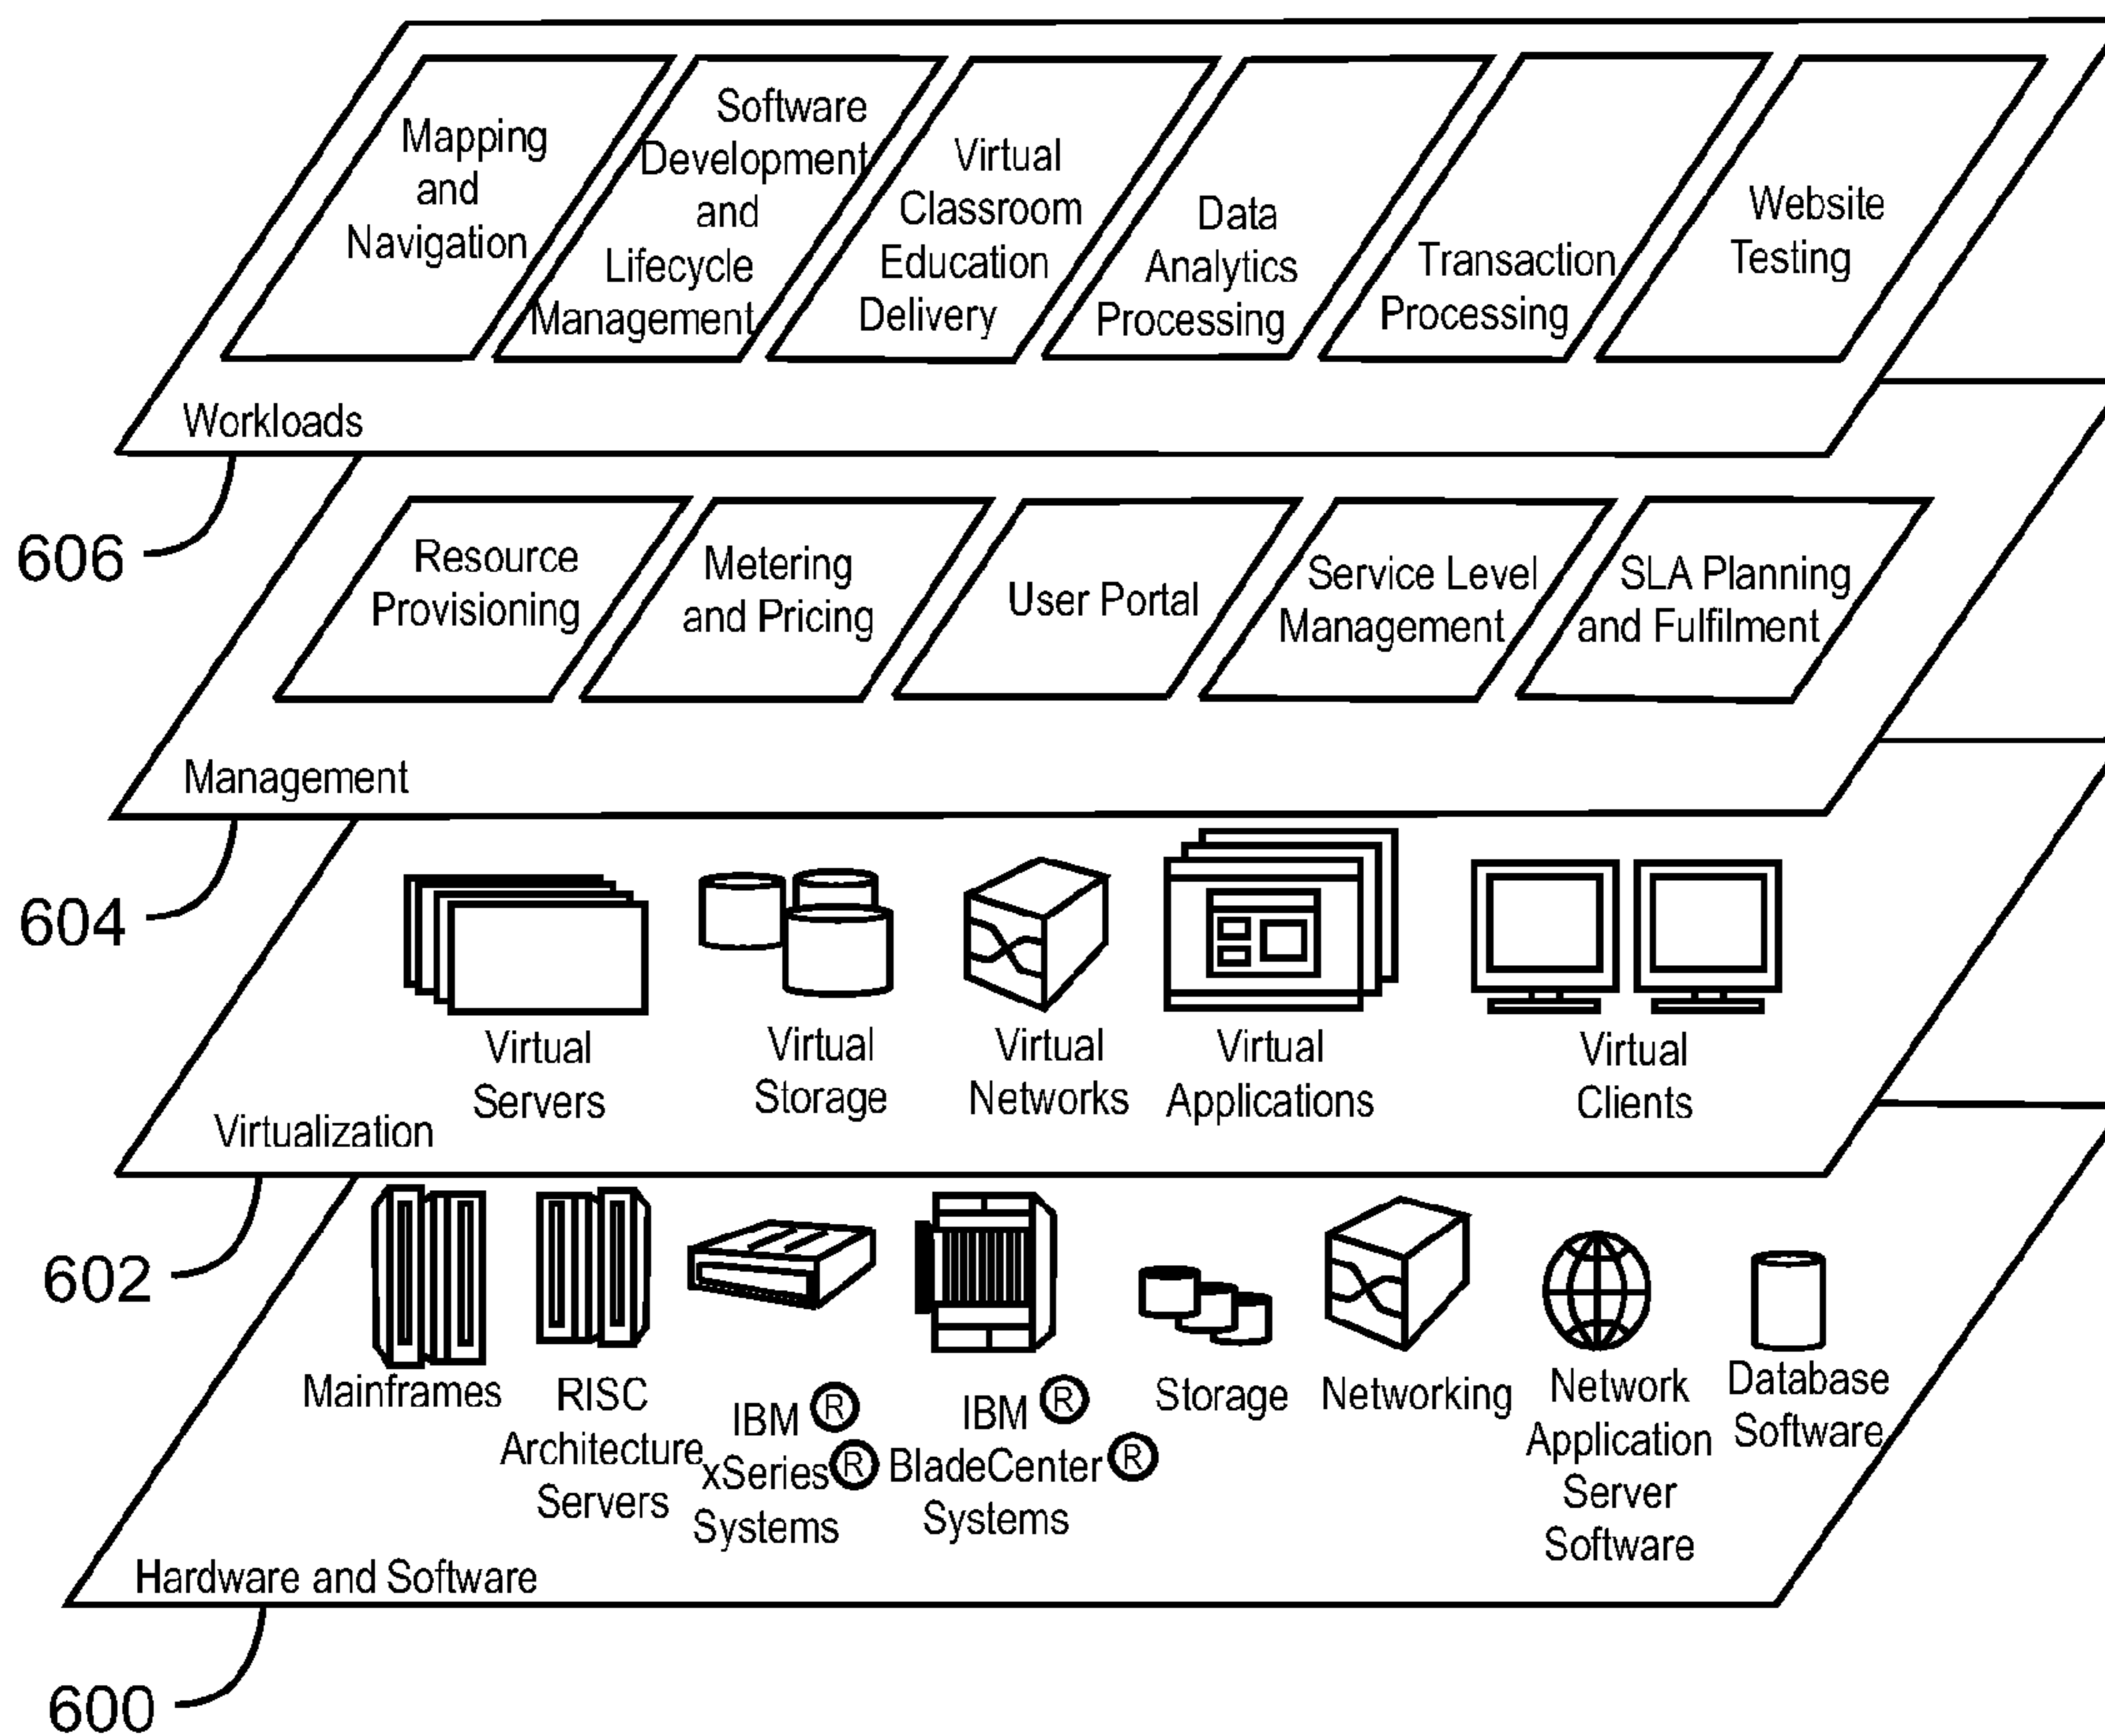 Mapping
and
Navigation
Software
Development
and
Lifecycle
Management
Virtual
Classroom
Education
Delivery
Data
Analytics
Processing
Transaction
Processing
Website
Testing
Workloads
606
Resource
Provisioning
Metering
and Pricing
User Portal
Service Level
Management
SLA Planning
and Fulfilment
Management
604
Virtual
Servers
Virtual
Storage
Virtual
Networks
Virtual
Applications
Virtual
Clients
Virtualization
602
Mainframes
RISC
Architecture
Servers
IBM ®
xSeries ®
Systems
IBM ®
BladeCenter ®
Systems
Storage
Networking
Network
Application
Server
Software
Database
Software
Hardware and Software
600